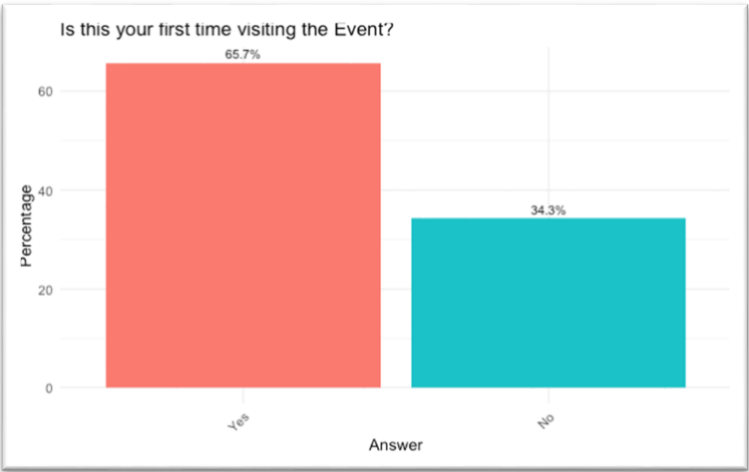 Is this your first time visiting the Event?
65.7%
60
34.3%
40
20
0
Percentage
Yes
No
Answer